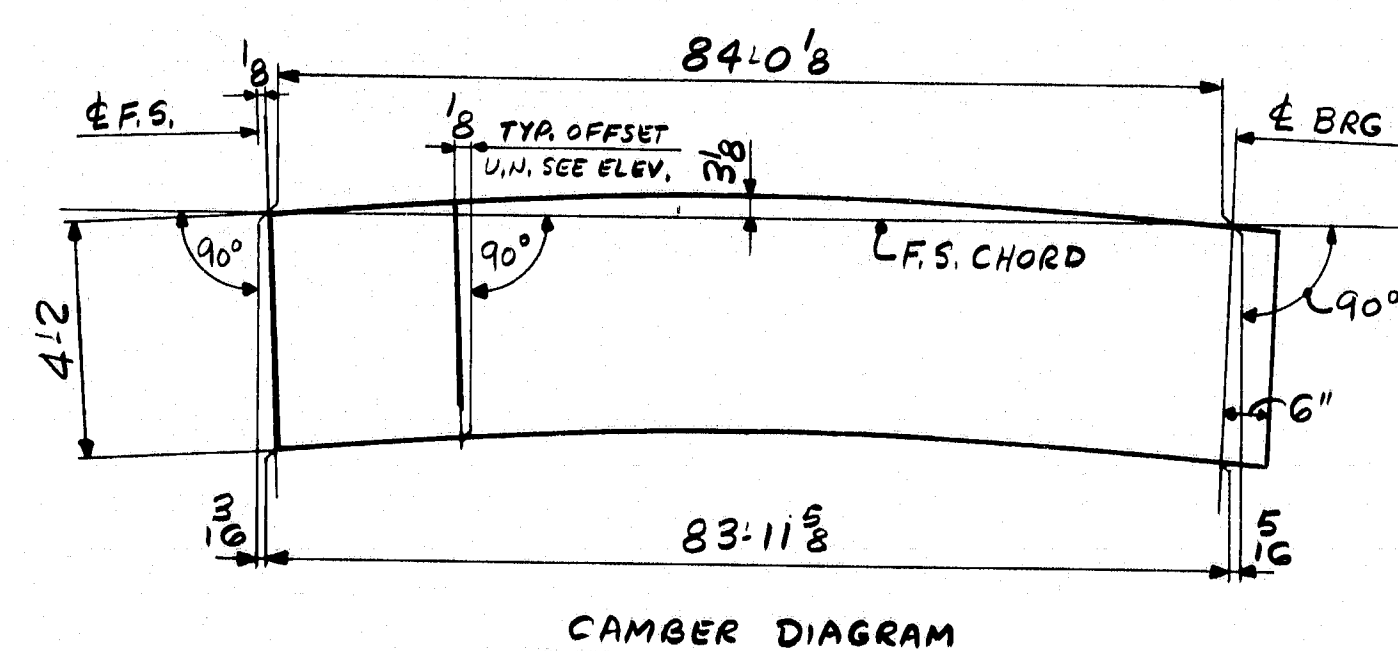 1/8
84'-0 1/8
℄ F.S.
1/8 TYP. OFFSET
U.N. SEE ELEV.
3 1/8
℄ BRG
90°
90°
F.S. CHORD
90°
4'-2
6"
3/16
83'-11 5/8
5/16
CAMBER DIAGRAM